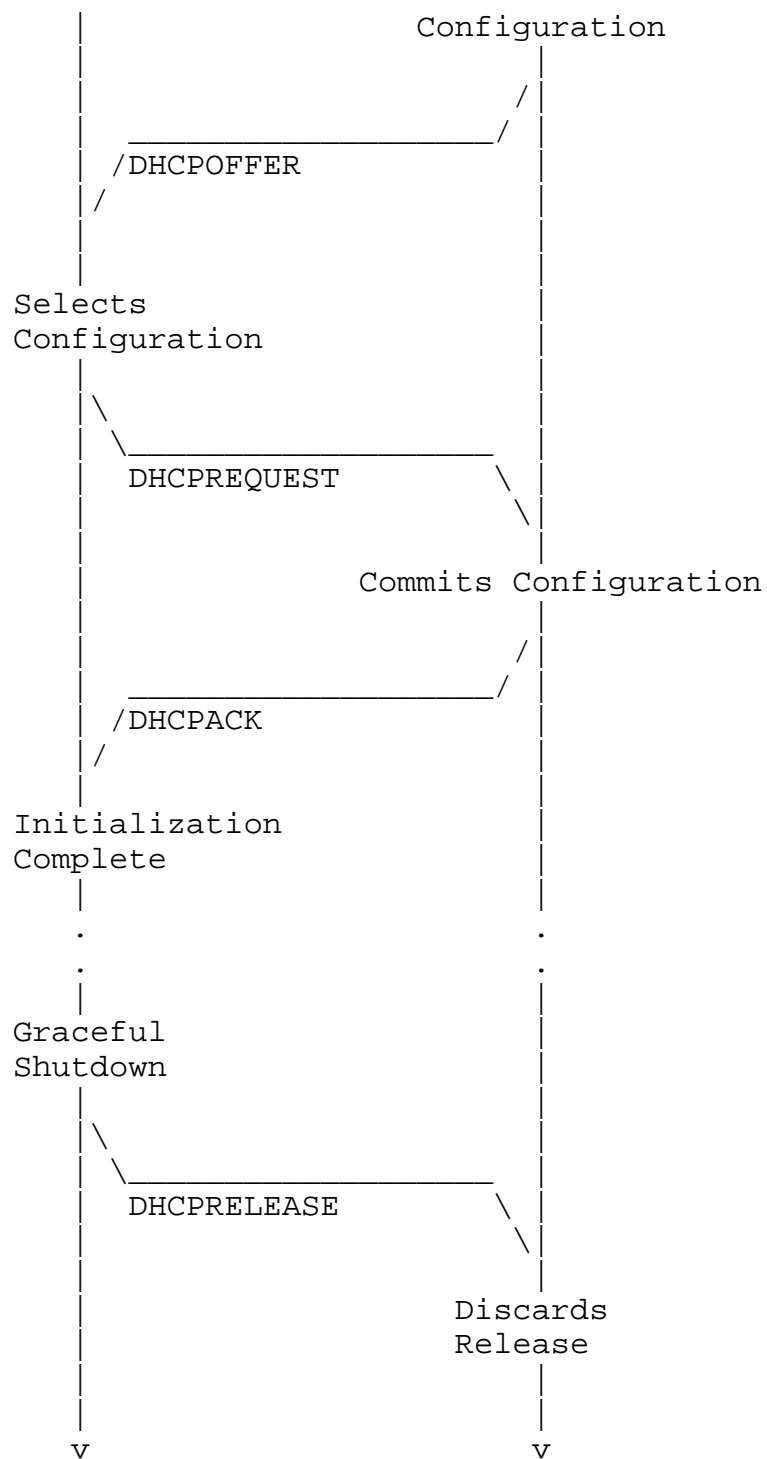 Configuration
DHCPOFFER
Selects
Configuration
DHCPREQUEST
Commits Configuration
DHCPACK
Initialization
Complete
.                       .
.                       .
Graceful
Shutdown
DHCPRELEASE
Discards
Release
v                       v